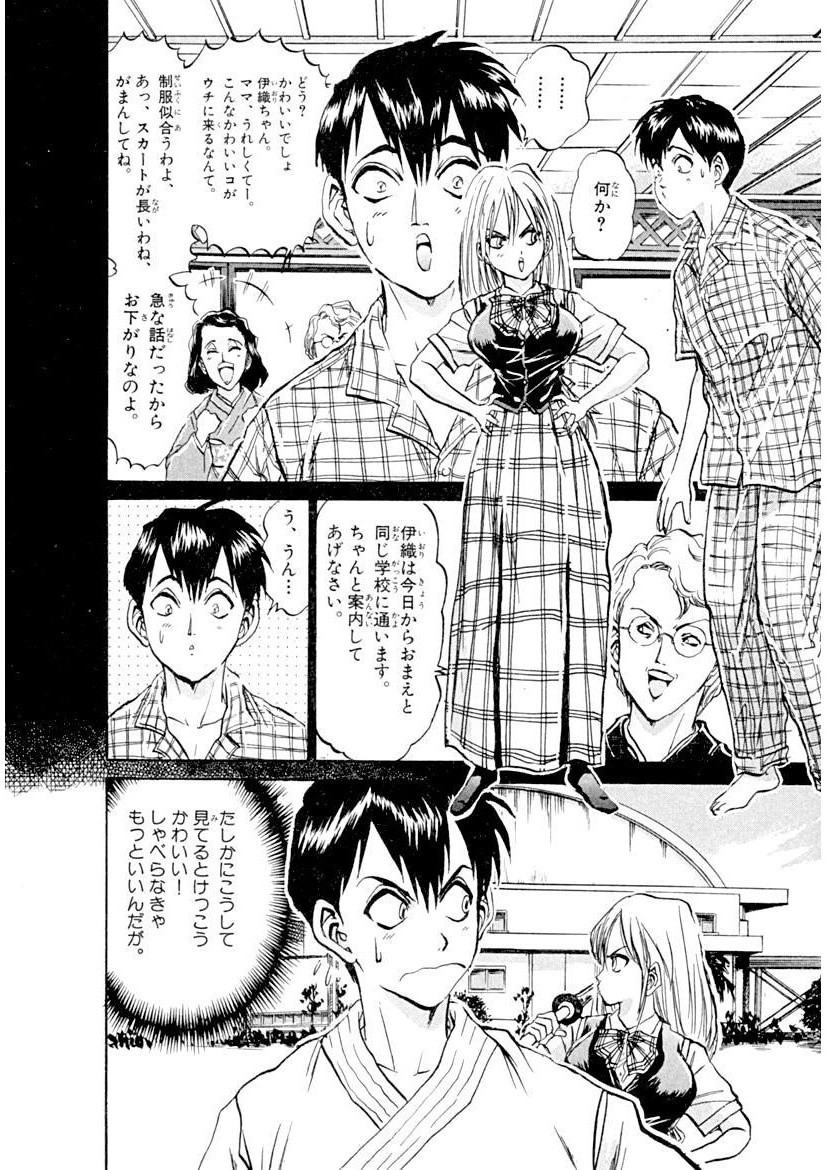 ……
何か?
どう?
かわいいでしょ
伊織ちゃん。
ママ、うれしくてー。
こんなかわいいコが
ウチに来るなんて。
制服似合うわよ、
あっ、スカートが長いわね、
がまんしてね。
急な話だったから
お下がりなのよ。
伊織は今日からおまえと
同じ学校に通います。
ちゃんと案内して
あげなさい。
う、うん…
たしかにこうして
見てるとけっこう
かわいい!
しゃべらなきゃ
もっといいんだが。